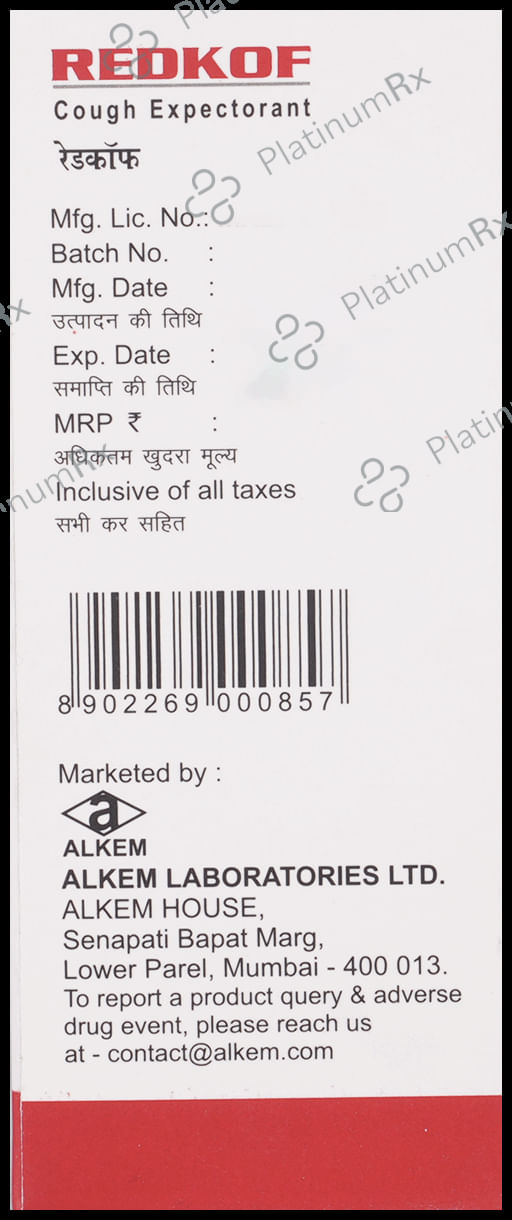 REDKOF
Cough Expectorant
रेडकॉफ
Mfg. Lic. No.:
Batch No. :
Mfg. Date :
उत्पादन की तिथि
Exp. Date :
समाप्ति की तिथि
MRP ₹ :
अधिकतम खुदरा मूल्य
Inclusive of all taxes
सभी कर सहित
8 902269 000857
Marketed by :
a
ALKEM
ALKEM LABORATORIES LTD.
ALKEM HOUSE,
Senapati Bapat Marg,
Lower Parel, Mumbai - 400 013.
To report a product query & adverse
drug event, please reach us
at - contact@alkem.com
PlatinumRx
PlatinumRx